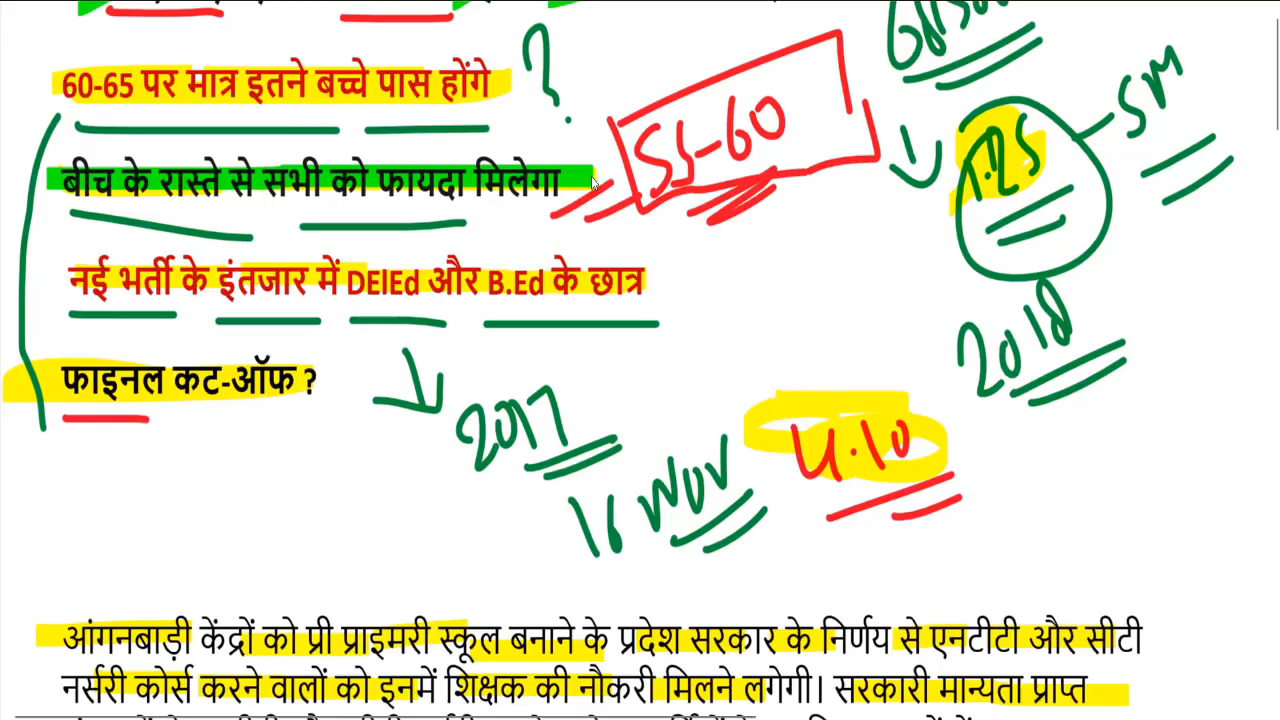 60-65 पर मात्र इतने बच्चे पास होंगे
?
55-60
5M
बीच के रास्ते से सभी को फायदा मिलेगा
नई भर्ती के इंतजार में DElEd और B.Ed के छात्र
2018
फाइनल कट-ऑफ ?
2017
4.10
16 Nov
आंगनबाड़ी केंद्रों को प्री प्राइमरी स्कूल बनाने के प्रदेश सरकार के निर्णय से एनटीटी और सीटी
नर्सरी कोर्स करने वालों को इनमें शिक्षक की नौकरी मिलने लगेगी। सरकारी मान्यता प्राप्त